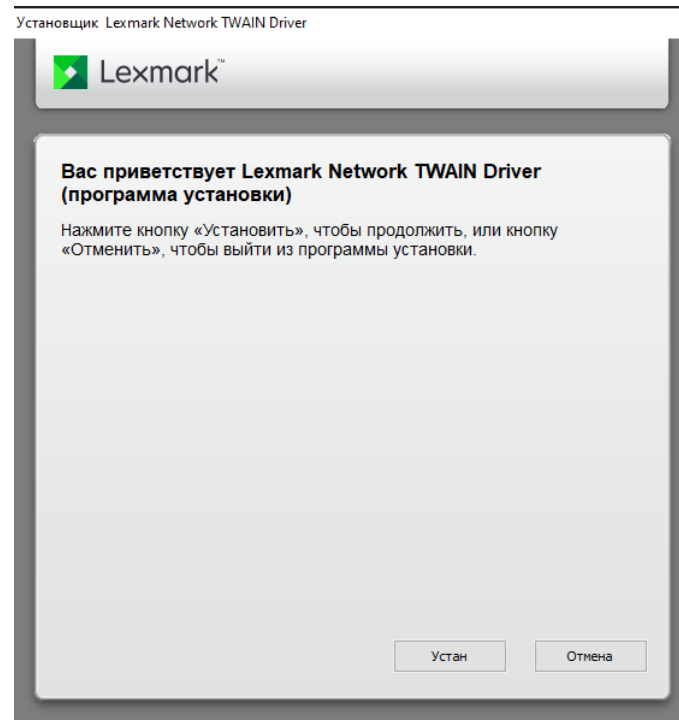 Установщик Lexmark Network TWAIN Driver
Lexmark™
Вас приветствует Lexmark Network TWAIN Driver
(программа установки)
Нажмите кнопку «Установить», чтобы продолжить, или кнопку
«Отменить», чтобы выйти из программы установки.
Устан Отмена